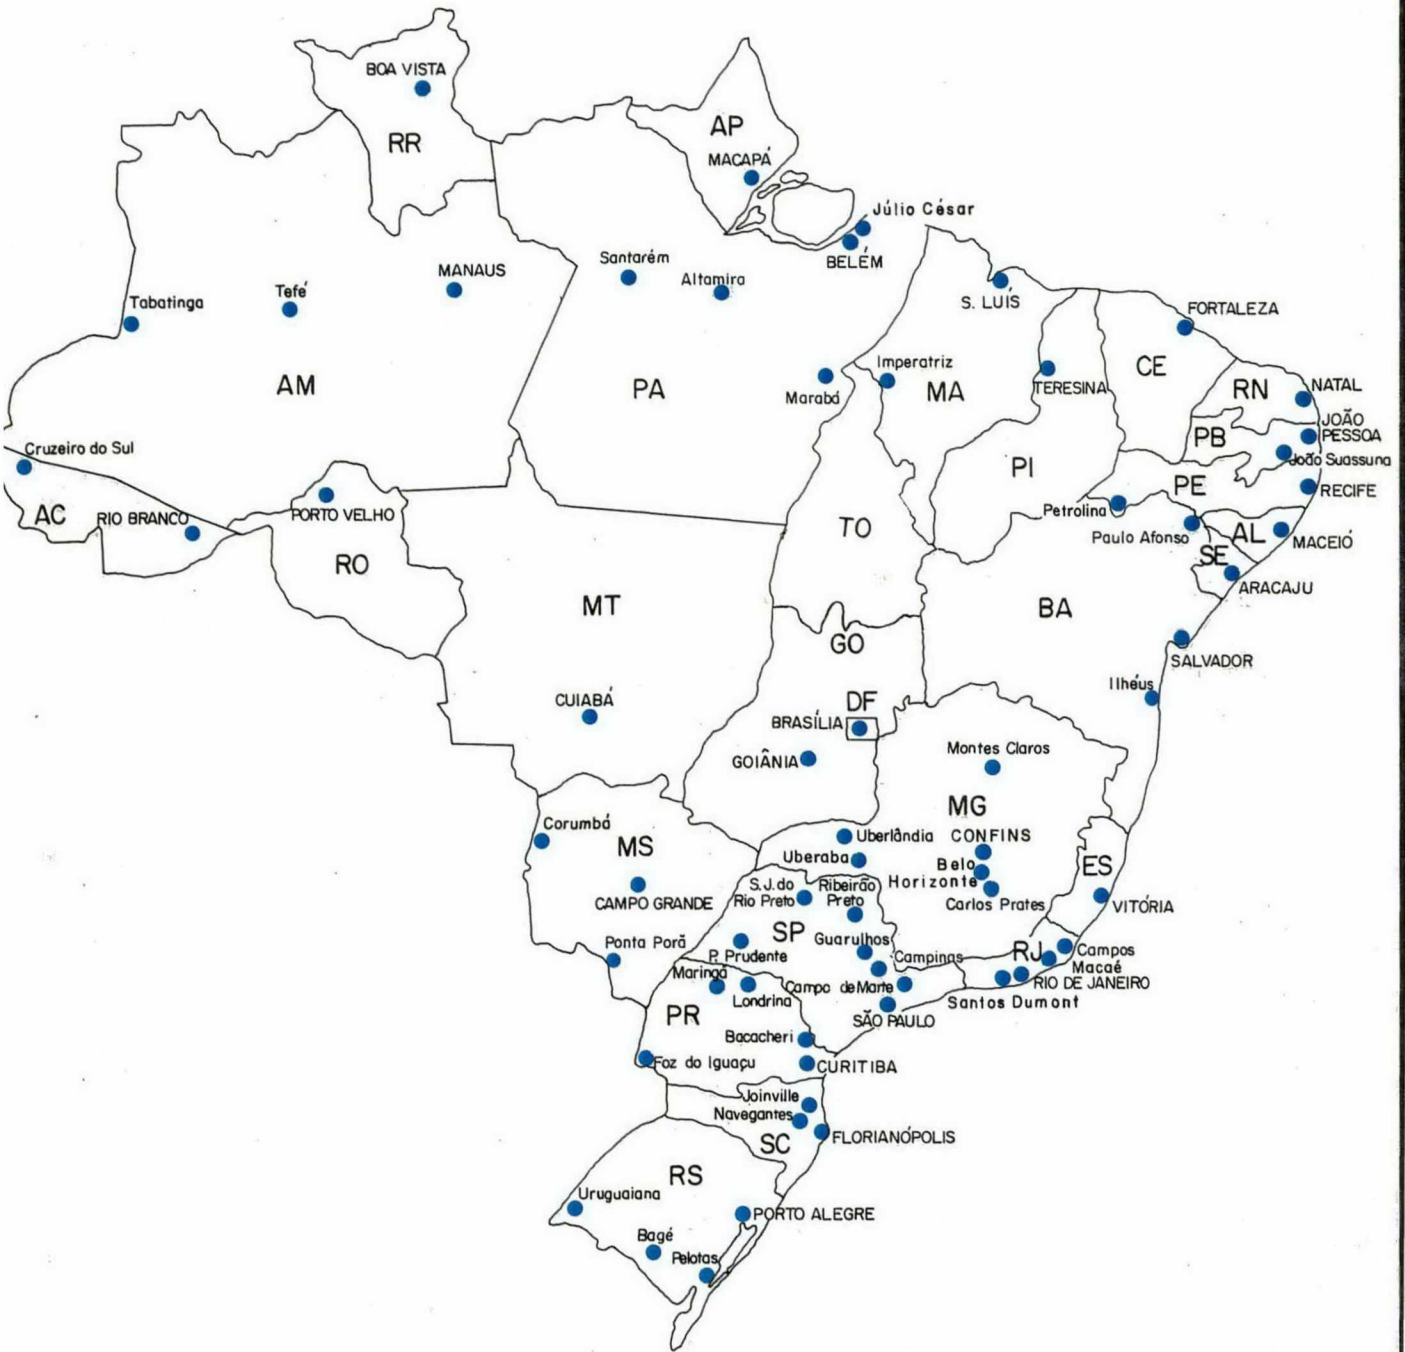 BOA VISTA
RR
AP
MACAPÁ
Júlio César
BELÉM
Santarém
Altamira
MANAUS
Tefé
Tabatinga
S. LUÍS
FORTALEZA
Imperatriz
MA
TERESINA
CE
RN
NATAL
AM
PA
Marabá
JOÃO
PESSOA
PB
João Suassuna
Cruzeiro do Sul
PI
PE
RECIFE
AC
RIO BRANCO
PORTO VELHO
Petrolina
Paulo Afonso
AL
MACEIÓ
TO
SE
ARACAJU
RO
MT
BA
GO
SALVADOR
Ilhéus
CUIABÁ
DF
BRASÍLIA
GOIÂNIA
Montes Claros
MG
Corumbá
MS
Uberlândia
CONFINS
Uberaba
Belo
Horizonte
ES
CAMPO GRANDE
S.J. do
Rio Preto
Ribeirão
Preto
Carlos Prates
VITÓRIA
SP
Guarulhos
Ponta Porã
P. Prudente
Campinas
RJ
Campos
Macaé
Maringá
Londrina
Campo de Marte
RIO DE JANEIRO
Santos Dumont
PR
SÃO PAULO
Bacacheri
Foz do Iguaçu
CURITIBA
Joinville
Navegantes
SC
FLORIANÓPOLIS
RS
Uruguaiana
PORTO ALEGRE
Bagé
Pelotas